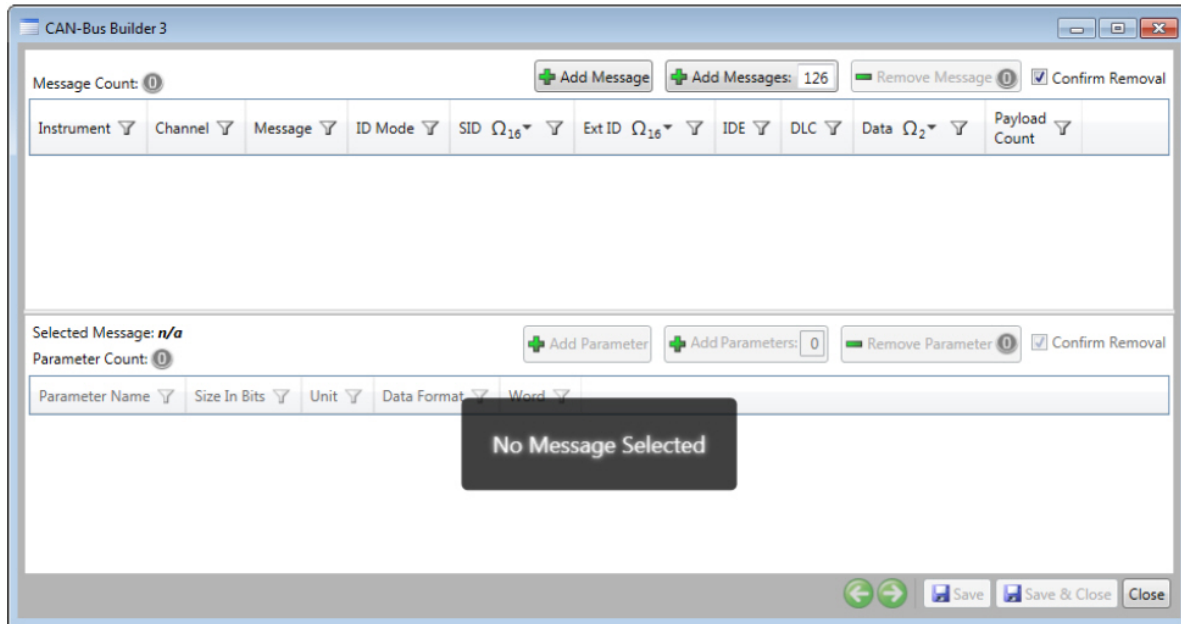 CAN-Bus Builder 3
Message Count: 0 Add Message Add Messages: 126 Remove Message 0 Confirm Removal
Instrument Channel Message ID Mode SID Ω16 Ext ID Ω16 IDE DLC Data Ω2 Payload
Count
Selected Message: n/a
Parameter Count: 0 Add Parameter Add Parameters: 0 Remove Parameter 0 Confirm Removal
Parameter Name Size In Bits Unit Data Format Word
No Message Selected
Save Save & Close Close